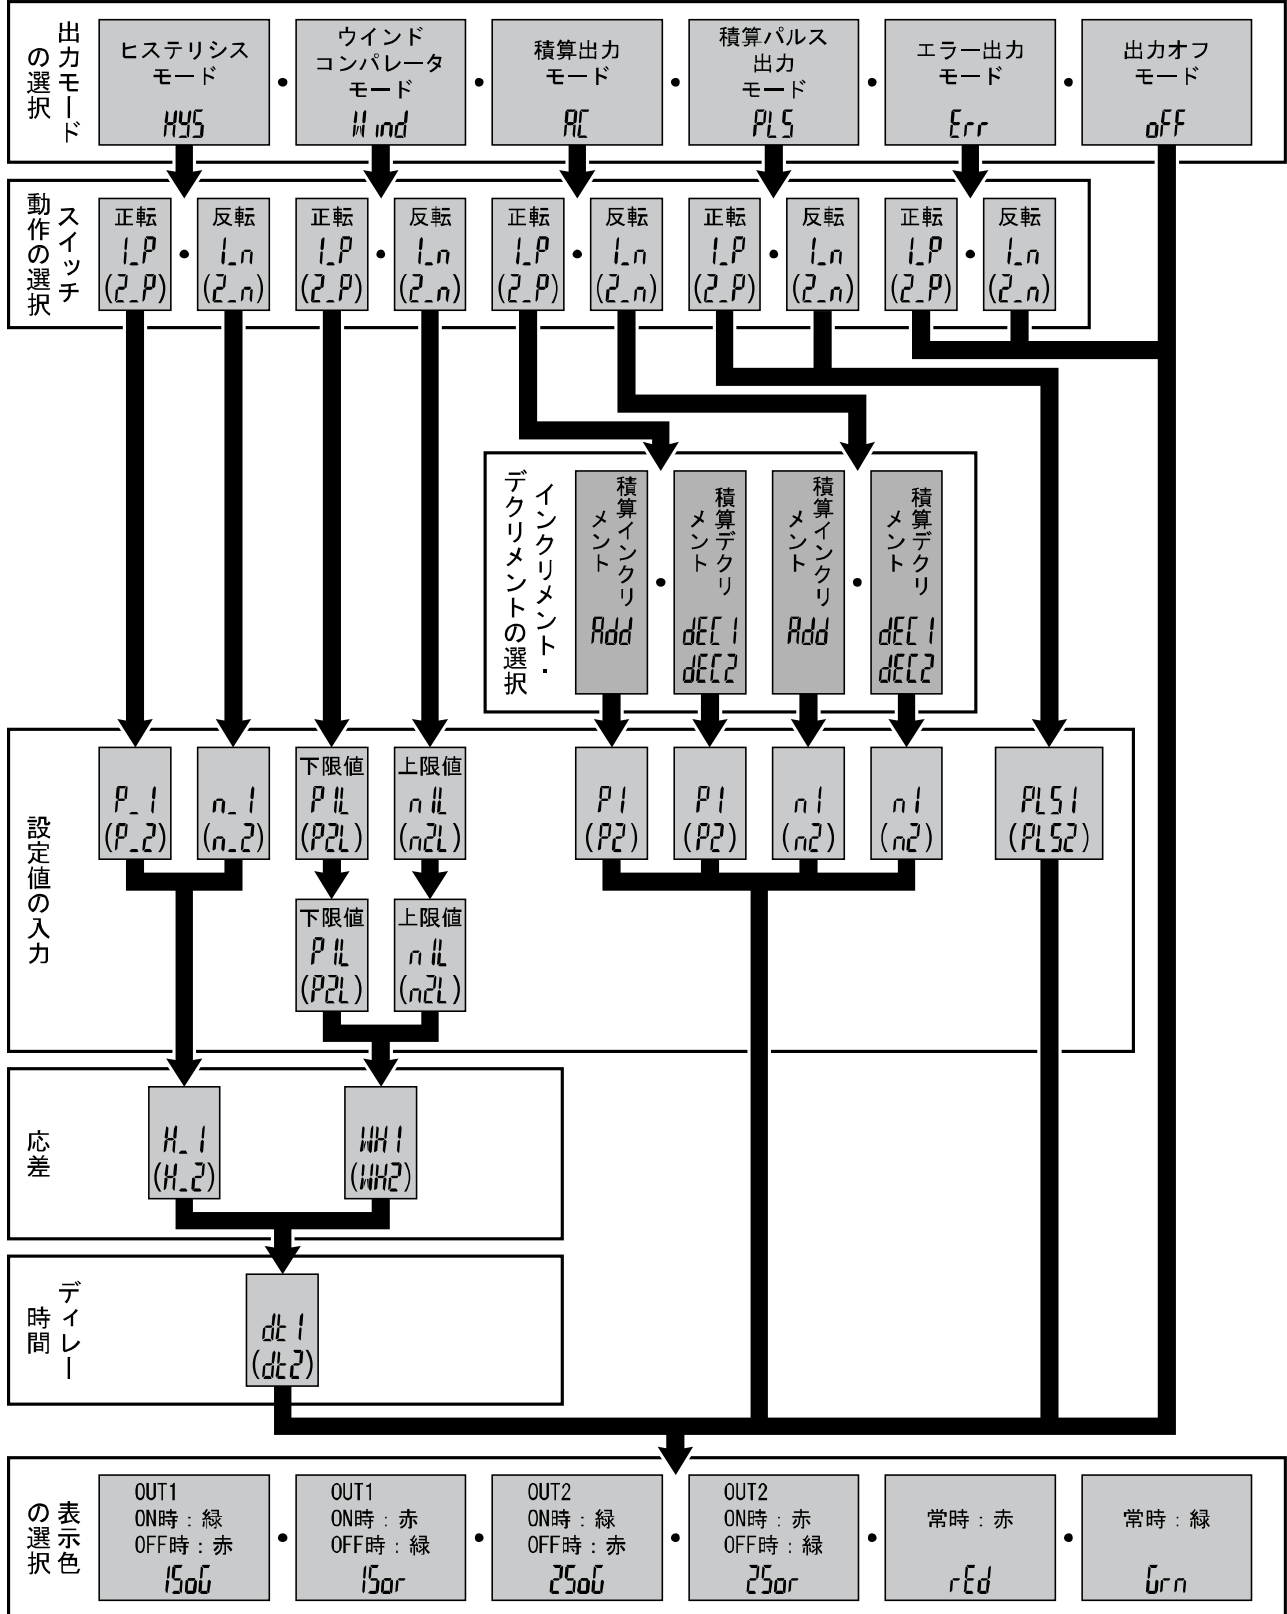 出力モード
の選択
ヒステリシス
モード
HYS
ウインド
コンパレータ
モード
Wind
積算出力
モード
AC
積算パルス
出力
モード
PLS
エラー出力
モード
Err
出力オフ
モード
oFF
スイッチ
動作の選択
正転
1_P
(2_P)
反転
1_n
(2_n)
正転
1_P
(2_P)
反転
1_n
(2_n)
正転
1_P
(2_P)
反転
1_n
(2_n)
正転
1_P
(2_P)
反転
1_n
(2_n)
正転
1_P
(2_P)
反転
1_n
(2_n)
インクリメント・
デクリメントの選択
積算インクリ
メント
Add
積算デクリ
メント
dEC1
dEC2
積算インクリ
メント
Add
積算デクリ
メント
dEC1
dEC2
設定値の入力
P_1
(P_2)
n_1
(n_2)
下限値
P1L
(P2L)
上限値
n1L
(n2L)
P1
(P2)
P1
(P2)
n1
(n2)
n1
(n2)
PLS1
(PLS2)
下限値
P1L
(P2L)
上限値
n1L
(n2L)
応差
H_1
(H_2)
WH1
(WH2)
ディレー
時間
dt1
(dt2)
表示色
の選択
OUT1
ON時：緑
OFF時：赤
1SoG
OUT1
ON時：赤
OFF時：緑
1Sor
OUT2
ON時：緑
OFF時：赤
2SoG
OUT2
ON時：赤
OFF時：緑
2Sor
常時：赤
rEd
常時：緑
Grn